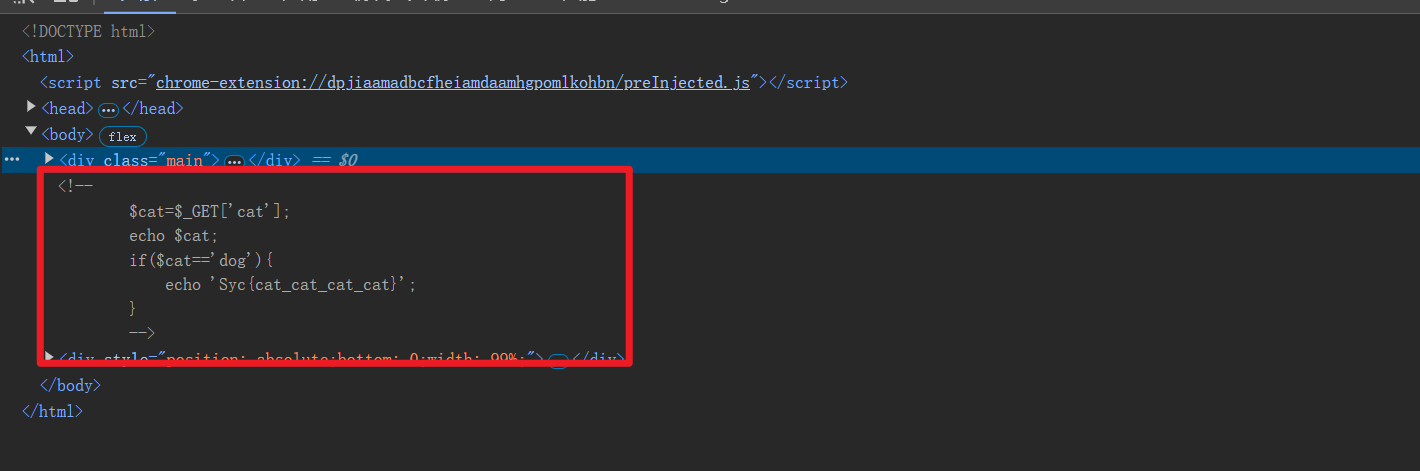 <!DOCTYPE html>
<html>
<script src="chrome-extension://dpjiaamadbcfheiamdaamhgpomlkohbn/preInjected.js"></script>
▶<head>…</head>
▼<body> flex
… ▶<div class="main">…</div> == $0
<!--
$cat=$_GET['cat'];
echo $cat;
if($cat=='dog'){
echo 'Syc{cat_cat_cat_cat}';
}
-->
▶<div style="position: absolute;bottom: 0;width: 99%;">…</div>
</body>
</html>